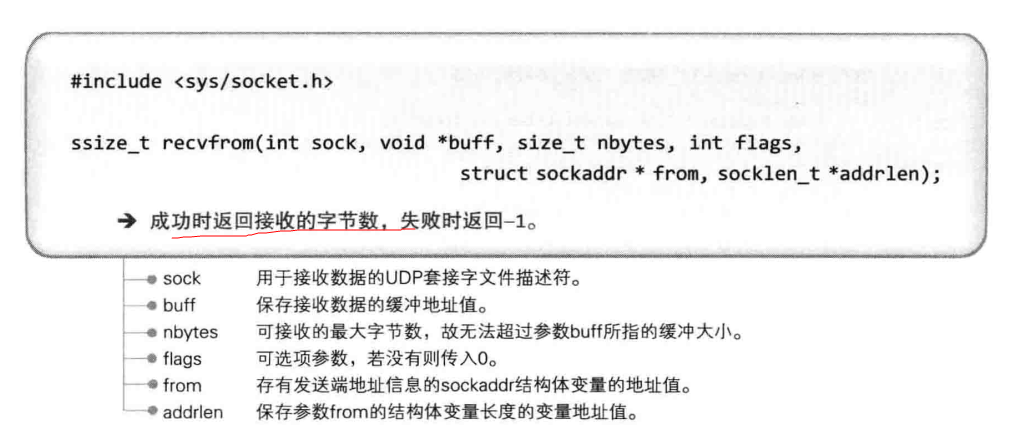 #include <sys/socket.h>
ssize_t recvfrom(int sock, void *buff, size_t nbytes, int flags,
struct sockaddr * from, socklen_t *addrlen);
➔ 成功时返回接收的字节数，失败时返回–1。
sock 用于接收数据的UDP套接字文件描述符。
buff 保存接收数据的缓冲地址值。
nbytes 可接收的最大字节数，故无法超过参数buff所指的缓冲大小。
flags 可选项参数，若没有则传入0。
from 存有发送端地址信息的sockaddr结构体变量的地址值。
addrlen 保存参数from的结构体变量长度的变量地址值。